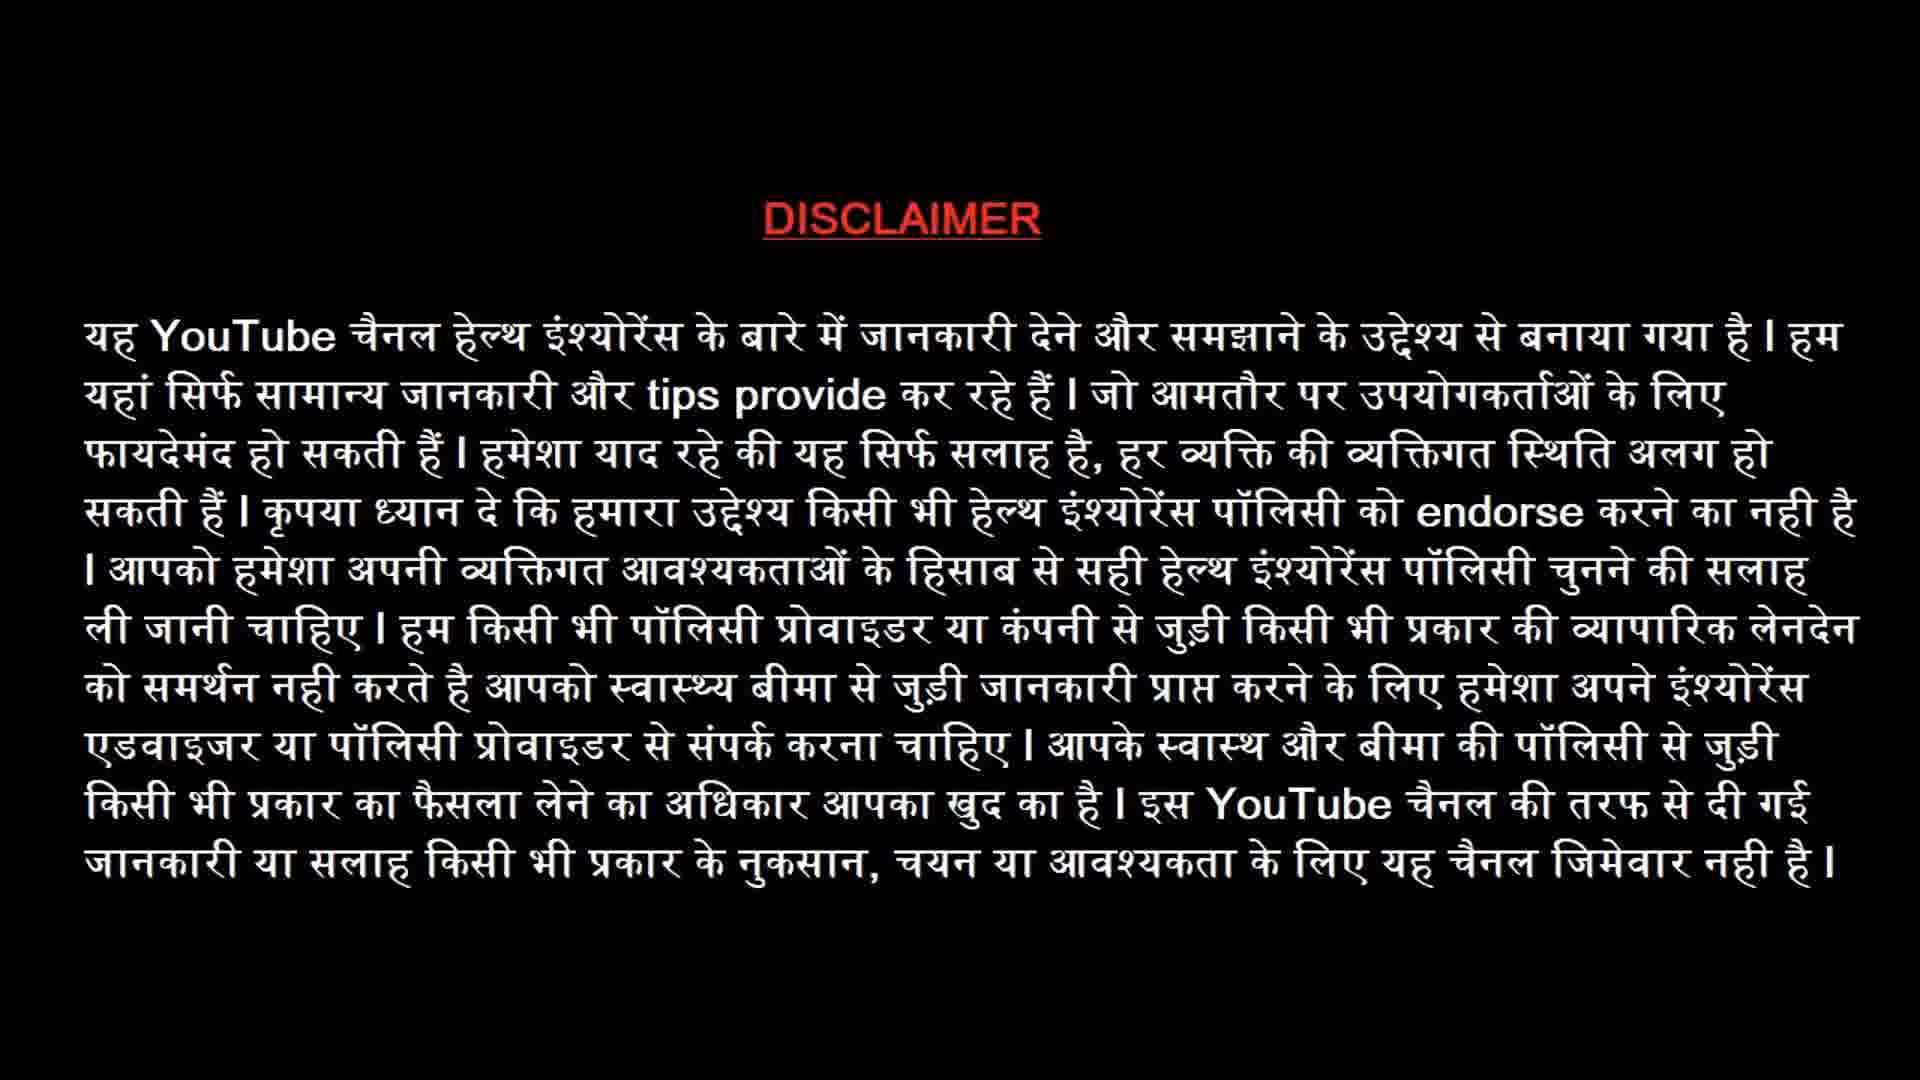 DISCLAIMER
यह YouTube चैनल हेल्थ इंश्योरेंस के बारे में जानकारी देने और समझाने के उद्देश्य से बनाया गया है l हम
यहां सिर्फ सामान्य जानकारी और tips provide कर रहे हैं l जो आमतौर पर उपयोगकर्ताओं के लिए
फायदेमंद हो सकती हैं l हमेशा याद रहे की यह सिर्फ सलाह है, हर व्यक्ति की व्यक्तिगत स्थिति अलग हो
सकती हैं l कृपया ध्यान दे कि हमारा उद्देश्य किसी भी हेल्थ इंश्योरेंस पॉलिसी को endorse करने का नही है
l आपको हमेशा अपनी व्यक्तिगत आवश्यकताओं के हिसाब से सही हेल्थ इंश्योरेंस पॉलिसी चुनने की सलाह
ली जानी चाहिए l हम किसी भी पॉलिसी प्रोवाइडर या कंपनी से जुड़ी किसी भी प्रकार की व्यापारिक लेनदेन
को समर्थन नही करते है आपको स्वास्थ्य बीमा से जुड़ी जानकारी प्राप्त करने के लिए हमेशा अपने इंश्योरेंस
एडवाइजर या पॉलिसी प्रोवाइडर से संपर्क करना चाहिए l आपके स्वास्थ और बीमा की पॉलिसी से जुड़ी
किसी भी प्रकार का फैसला लेने का अधिकार आपका खुद का है l इस YouTube चैनल की तरफ से दी गई
जानकारी या सलाह किसी भी प्रकार के नुकसान, चयन या आवश्यकता के लिए यह चैनल जिमेवार नही है l